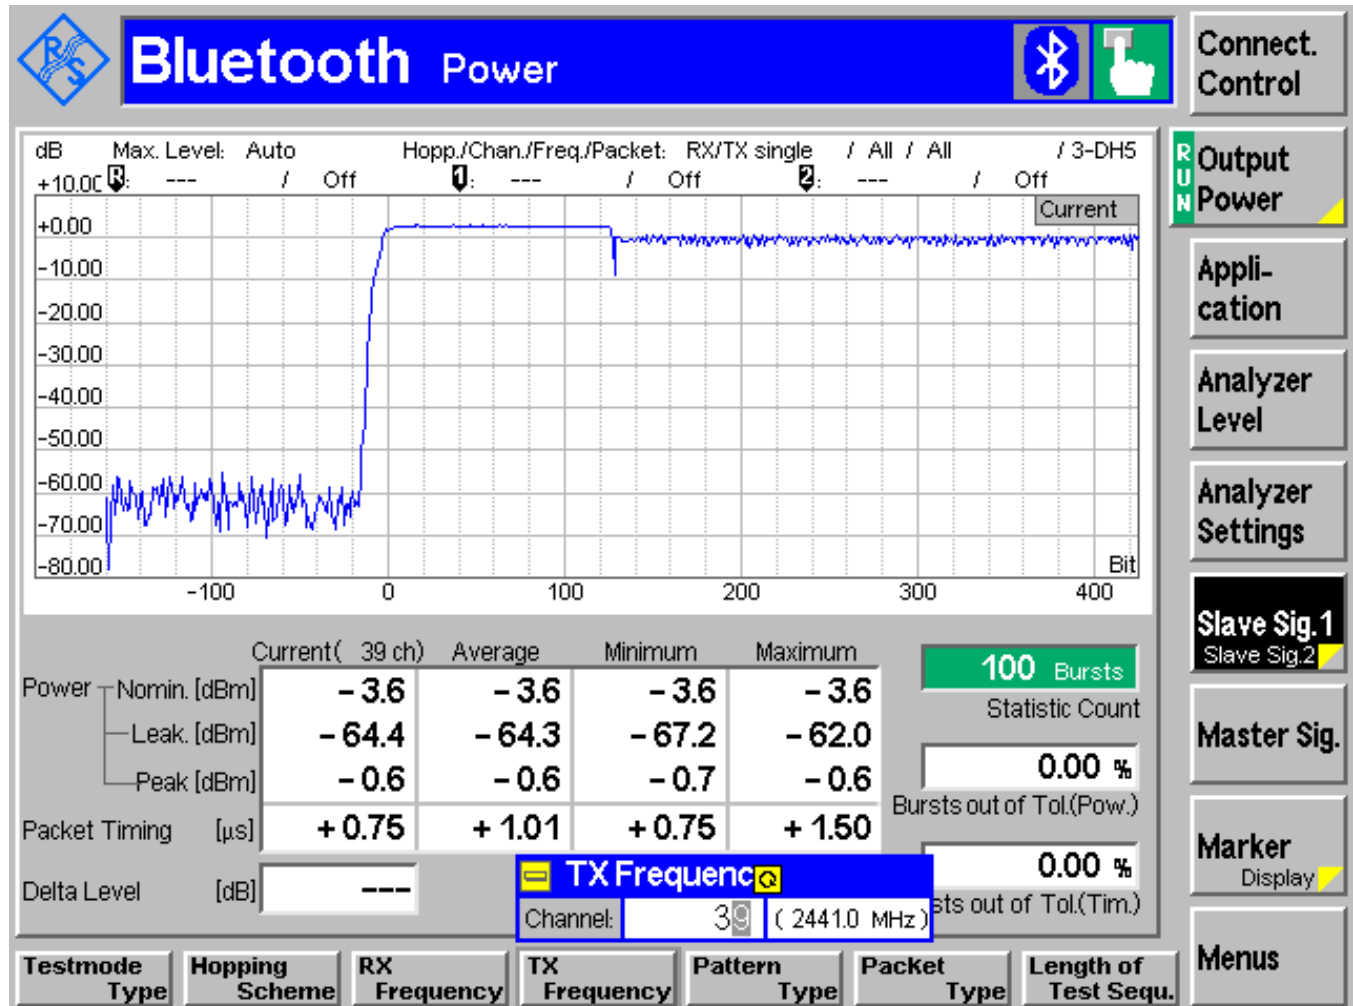 R S
Bluetooth Power
Connect. Control
dB Max. Level: Auto Hopp./Chan./Freq./Packet: RX/TX single / All / All / 3-DH5
+10.00 R: --- / Off 1: --- / Off 2: --- / Off
Current
+0.00
-10.00
-20.00
-30.00
-40.00
-50.00
-60.00
-70.00
-80.00
Bit
-100 0 100 200 300 400
RUN
Output Power
Appli-
cation
Analyzer
Level
Analyzer
Settings
Slave Sig.1
Slave Sig.2
Master Sig.
Marker
Display
Menus
Current( 39 ch) Average Minimum Maximum
Power Nomin. [dBm] - 3.6 - 3.6 - 3.6 - 3.6
Leak. [dBm] - 64.4 - 64.3 - 67.2 - 62.0
Peak [dBm] - 0.6 - 0.6 - 0.7 - 0.6
Packet Timing [µs] + 0.75 + 1.01 + 0.75 + 1.50
Delta Level [dB] ---
100 Bursts
Statistic Count
0.00 %
Bursts out of Tol.(Pow.)
0.00 %
sts out of Tol.(Tim.)
TX Frequenc
Channel: 39 ( 2441.0 MHz )
Testmode Type
Hopping Scheme
RX Frequency
TX Frequency
Pattern Type
Packet Type
Length of Test Sequ.